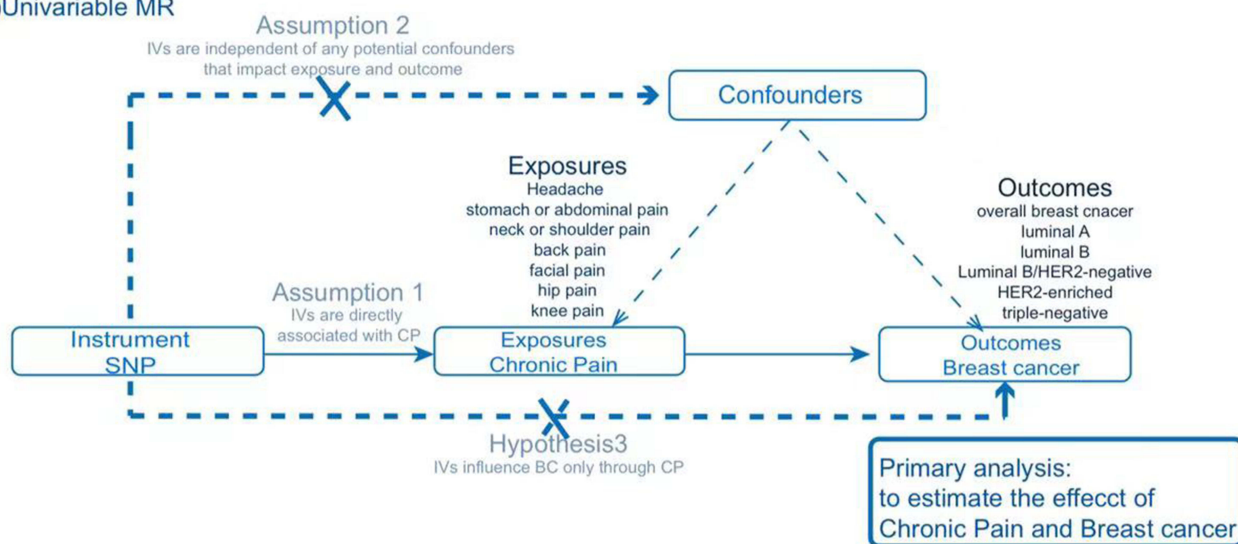 Univariable MR
Assumption 2
IVs are independent of any potential confounders
that impact exposure and outcome
Confounders
Exposures
Headache
stomach or abdominal pain
neck or shoulder pain
back pain
facial pain
hip pain
knee pain
Outcomes
overall breast cnacer
luminal A
luminal B
Luminal B/HER2-negative
HER2-enriched
triple-negative
Assumption 1
IVs are directly
associated with CP
Instrument
SNP
Exposures
Chronic Pain
Outcomes
Breast cancer
Hypothesis3
IVs influence BC only through CP
Primary analysis:
to estimate the effecct of
Chronic Pain and Breast cancer